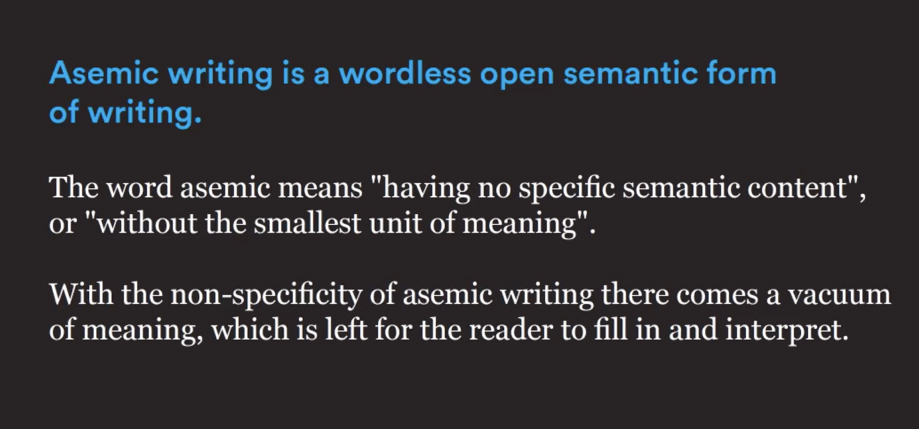 Asemic writing is a wordless open semantic form
of writing.
The word asemic means "having no specific semantic content",
or "without the smallest unit of meaning".
With the non-specificity of asemic writing there comes a vacuum
of meaning, which is left for the reader to fill in and interpret.